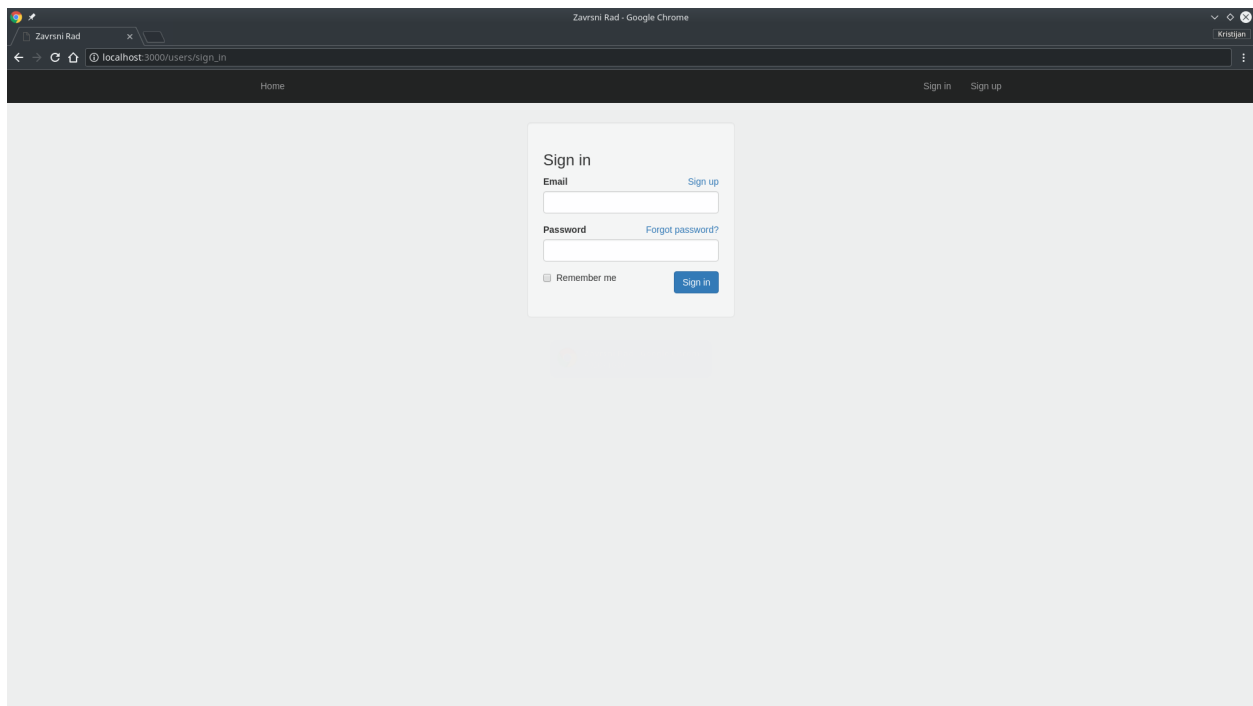 Zavrsni Rad - Google Chrome
Zavrsni Rad
Kristijan
localhost:3000/users/sign_in
Home Sign in Sign up
Sign in
Email Sign up
Password Forgot password?
Remember me Sign in